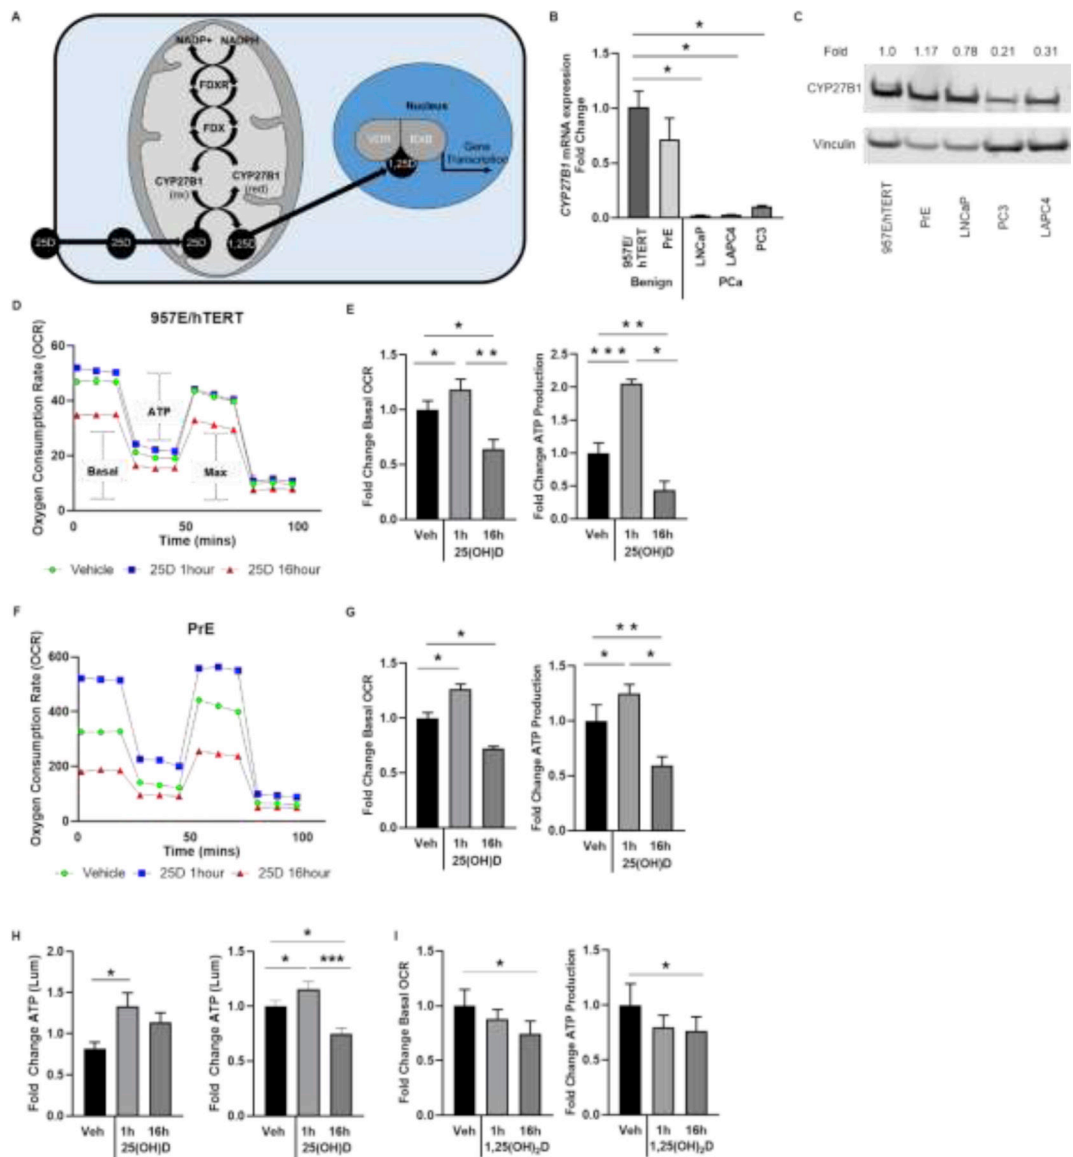 A
NADP+ NADPH
FDXR
FDX
CYP27B1
(ox)
CYP27B1
(red)
25D
25D
25D
1,25D
Nucleus
VDR RXR
1,25D
Gene
Transcription
B
CYP27B1 mRNA expression
Fold Change
1.5
1.0
0.5
0.0
*
*
*
957E/
hTERT
PrE
LNCaP
LAPC4
PC3
Benign PCa
C
Fold 1.0 1.17 0.78 0.21 0.31
CYP27B1
Vinculin
957E/hTERT
PrE
LNCaP
PC3
LAPC4
D
957E/hTERT
Oxygen Consumption Rate (OCR)
60
40
20
0
ATP
Basal
Max
0 50 100
Time (mins)
Vehicle 25D 1hour 25D 16hour
E
Fold Change Basal OCR
1.5
1.0
0.5
0.0
*
* **
Veh 1h 16h
25(OH)D
Fold Change ATP Production
2.5
2.0
1.5
1.0
0.5
0.0
**
*** *
Veh 1h 16h
25(OH)D
F
PrE
Oxygen Consumption Rate (OCR)
600
400
200
0
0 50 100
Time (mins)
Vehicle 25D 1hour 25D 16hour
G
Fold Change Basal OCR
1.5
1.0
0.5
0.0
*
*
Veh 1h 16h
25(OH)D
Fold Change ATP Production
1.5
1.0
0.5
0.0
**
* *
Veh 1h 16h
25(OH)D
H
Fold Change ATP (Lum)
2.0
1.5
1.0
0.5
0.0
*
Veh 1h 16h
25(OH)D
Fold Change ATP (Lum)
1.5
1.0
0.5
0.0
*
* ***
Veh 1h 16h
25(OH)D
I
Fold Change Basal OCR
1.5
1.0
0.5
0.0
*
Veh 1h 16h
1,25(OH)₂D
Fold Change ATP Production
1.5
1.0
0.5
0.0
*
Veh 1h 16h
1,25(OH)₂D